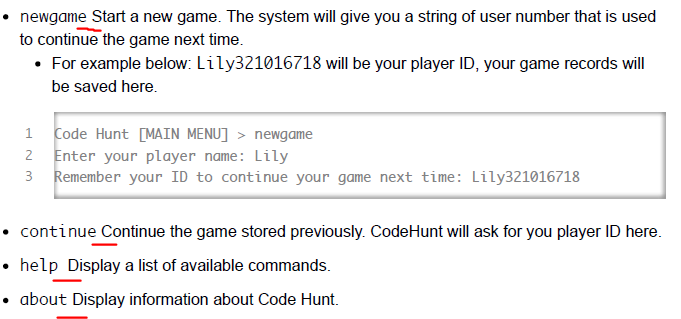 newgame Start a new game. The system will give you a string of user number that is used
to continue the game next time.
For example below: Lily321016718 will be your player ID, your game records will
be saved here.
1 Code Hunt [MAIN MENU] > newgame
2 Enter your player name: Lily
3 Remember your ID to continue your game next time: Lily321016718
continue Continue the game stored previously. CodeHunt will ask for you player ID here.
help Display a list of available commands.
about Display information about Code Hunt.